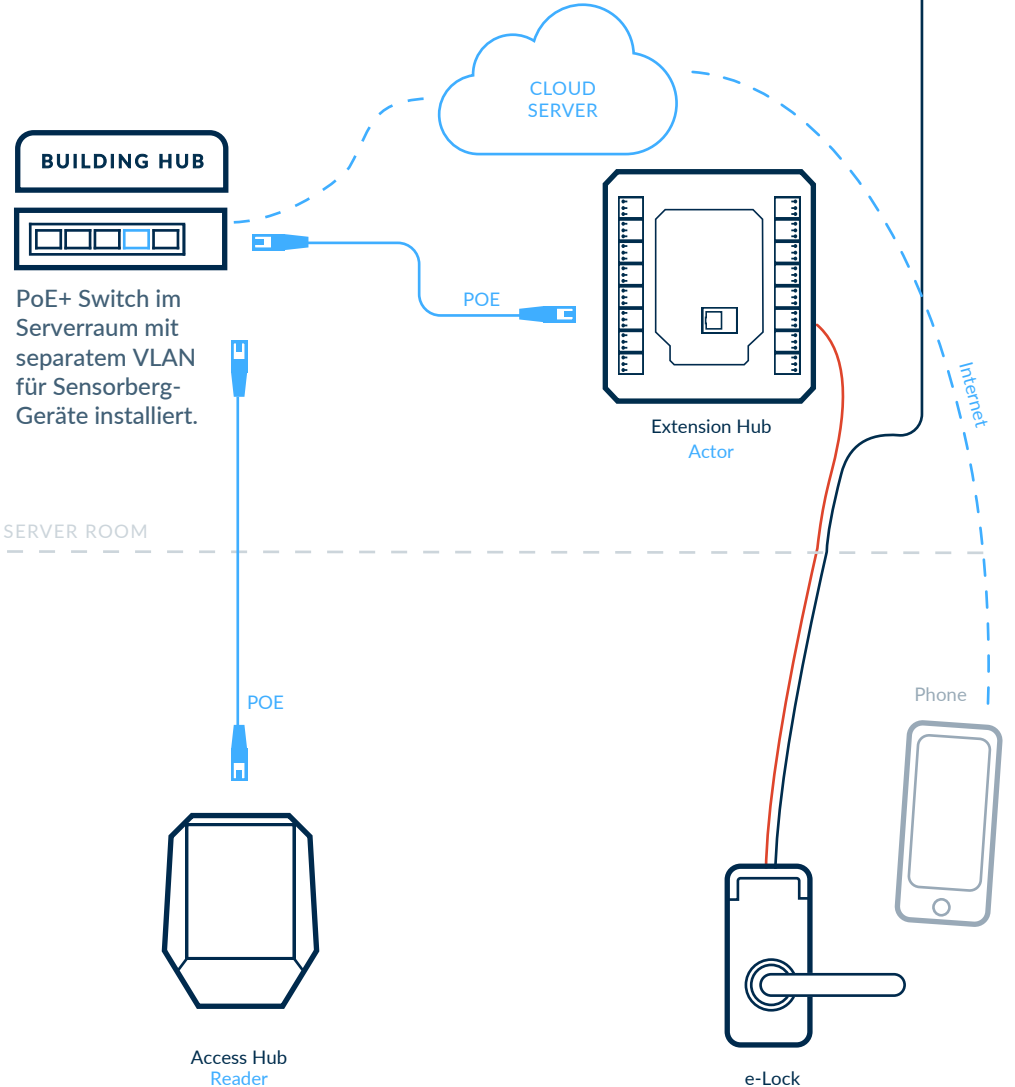 CLOUD
SERVER
BUILDING HUB
PoE+ Switch im
Serverraum mit
separatem VLAN
für Sensorberg-
Geräte installiert.
POE
Internet
Extension Hub
Actor
SERVER ROOM
POE
Phone
Access Hub
Reader
e-Lock